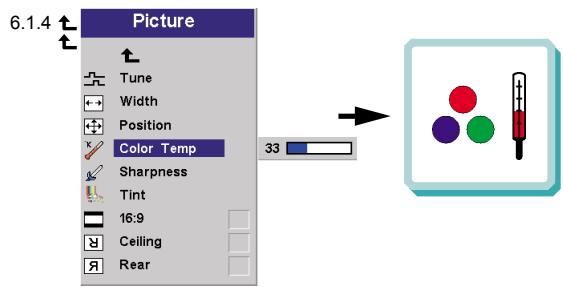 6.1.4
Picture
Tune
Width
Position
Color Temp 33
Sharpness
Tint
16:9
Ceiling
Rear